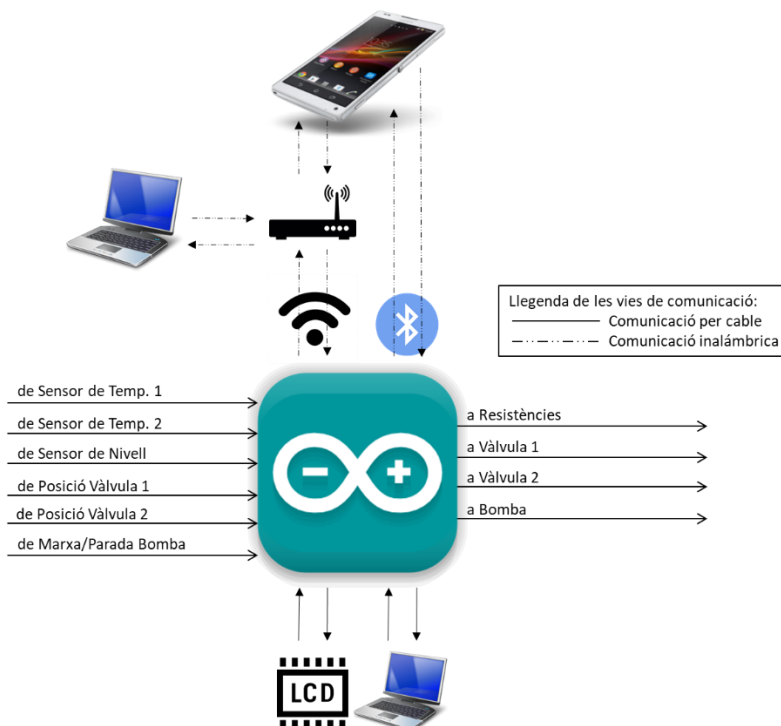 Llegenda de les vies de comunicació:
Comunicació per cable
Comunicació inalámbrica
de Sensor de Temp. 1
de Sensor de Temp. 2
de Sensor de Nivell
de Posició Vàlvula 1
de Posició Vàlvula 2
de Marxa/Parada Bomba
a Resistències
a Vàlvula 1
a Vàlvula 2
a Bomba
LCD